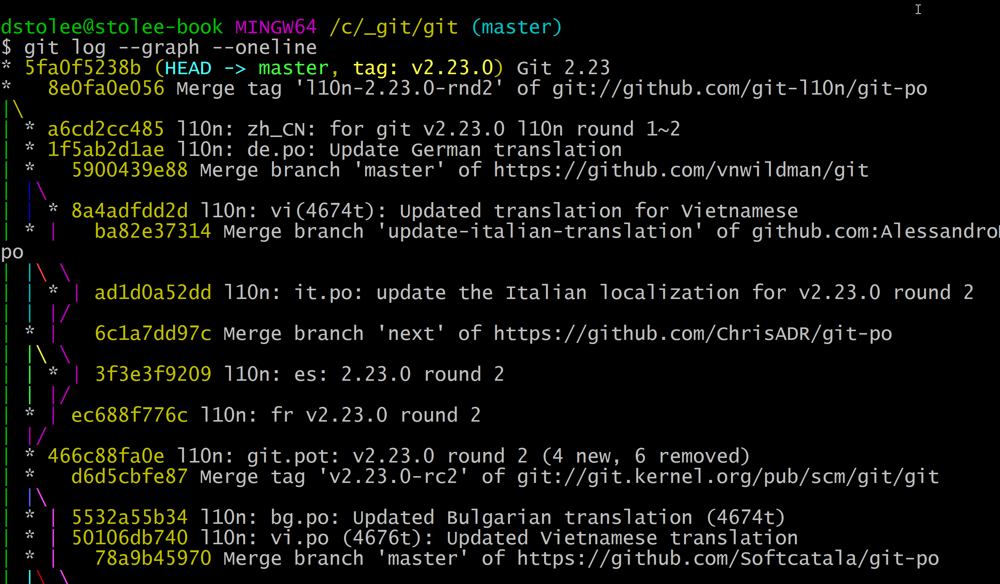 dstolee@stolee-book MINGW64 /c/_git/git (master)
$ git log --graph --oneline
* 5fa0f5238b (HEAD -> master, tag: v2.23.0) Git 2.23
*   8e0fa0e056 Merge tag 'l10n-2.23.0-rnd2' of git://github.com/git-l10n/git-po
|\
| * a6cd2cc485 l10n: zh_CN: for git v2.23.0 l10n round 1~2
| * 1f5ab2d1ae l10n: de.po: Update German translation
| *   5900439e88 Merge branch 'master' of https://github.com/vnwildman/git
| |\
| | * 8a4adfdd2d l10n: vi(4674t): Updated translation for Vietnamese
| * |   ba82e37314 Merge branch 'update-italian-translation' of github.com:Alessandro
po
| |\ \
| | * | ad1d0a52dd l10n: it.po: update the Italian localization for v2.23.0 round 2
| | |/
| * |   6c1a7dd97c Merge branch 'next' of https://github.com/ChrisADR/git-po
| |\ \
| | * | 3f3e3f9209 l10n: es: 2.23.0 round 2
| | |/
| * | ec688f776c l10n: fr v2.23.0 round 2
| |/
| * 466c88fa0e l10n: git.pot: v2.23.0 round 2 (4 new, 6 removed)
| *   d6d5cbfe87 Merge tag 'v2.23.0-rc2' of git://git.kernel.org/pub/scm/git/git
| |\
| * | 5532a55b34 l10n: bg.po: Updated Bulgarian translation (4674t)
| * | 50106db740 l10n: vi.po (4676t): Updated Vietnamese translation
| * |   78a9b45970 Merge branch 'master' of https://github.com/Softcatala/git-po
| |\ \